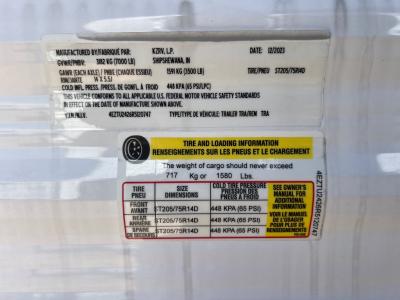 MANUFACTURED BY/FABRIQUÉ PAR: KZRV, L.P. DATE 12/2023
GVWR/PNBV: 3182 KG (7000 LB) SHIPSHEWANA, IN
GAWR (EACH AXLE) / PNBE (CHAQUE ESSIEU) 1591 KG (3500 LB) TIRE/PNEU ST205/75R14D
RIM/JANTE 14 X 5.5J
COLD INFL. PRESS./PRESS. DE GONFL. À FROID 448 KPA (65 PSI/LPC)
THIS VEHICLE CONFORMS TO ALL APPLICABLE U.S. FEDERAL MOTOR VEHICLE SAFETY STANDARDS
IN EFFECT ON THE DATE OF MANUFACTURE SHOWN ABOVE.
V.I.N./N.I.V. 4EZTU2426R5120747 TYPE/TYPE DE VÉHICULE: TRAILER TRA/REM TRA
TIRE AND LOADING INFORMATION
RENSEIGNEMENTS SUR LES PNEUS ET LE CHARGEMENT
The weight of cargo should never exceed
717 Kg or 1580 Lbs.
TIRE
PNEU
SIZE
DIMENSIONS
COLD TIRE PRESSURE
PRESSION DES
PNEUS A FROID
FRONT
AVANT
ST205/75R14D
448 KPA (65 PSI)
REAR
ARRIÈRE
ST205/75R14D
448 KPA (65 PSI)
SPARE
DE SECOURS
ST205/75R14D
448 KPA (65 PSI)
SEE OWNER'S
MANUAL FOR
ADDITIONAL
INFORMATION
VOIR LE MANUEL
DE L'USAGER
POUR PLUS DE
RENSEIGNEMENTS
4EZTU2426R5120747